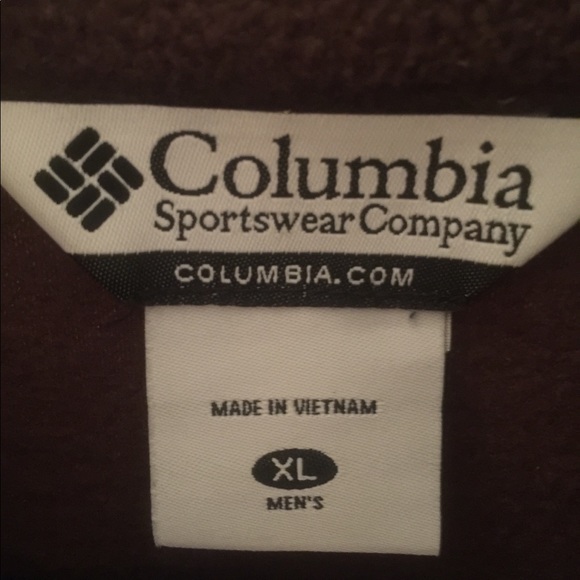 Columbia
Sportswear Company
COLUMBIA.COM
MADE IN VIETNAM
XL
MEN'S